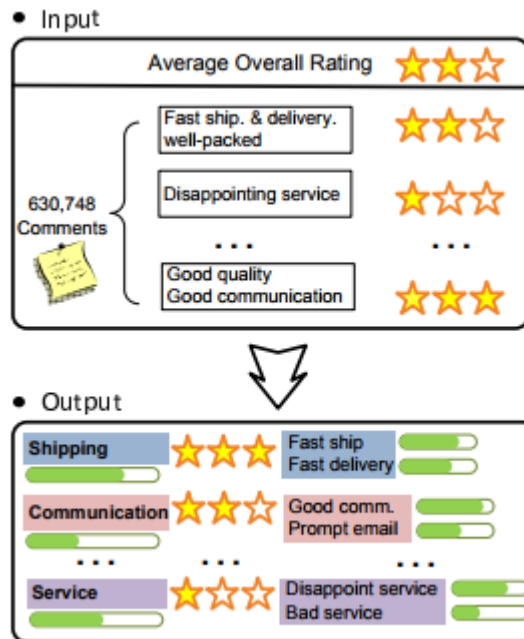 • Input
Average Overall Rating
Fast ship. & delivery.
well-packed
Disappointing service
630,748
Comments
. . . . . .
Good quality
Good communication
• Output
Shipping
Fast ship
Fast delivery
Communication
Good comm.
Prompt email
. . . . . . . . .
Service
Disappoint service
Bad service